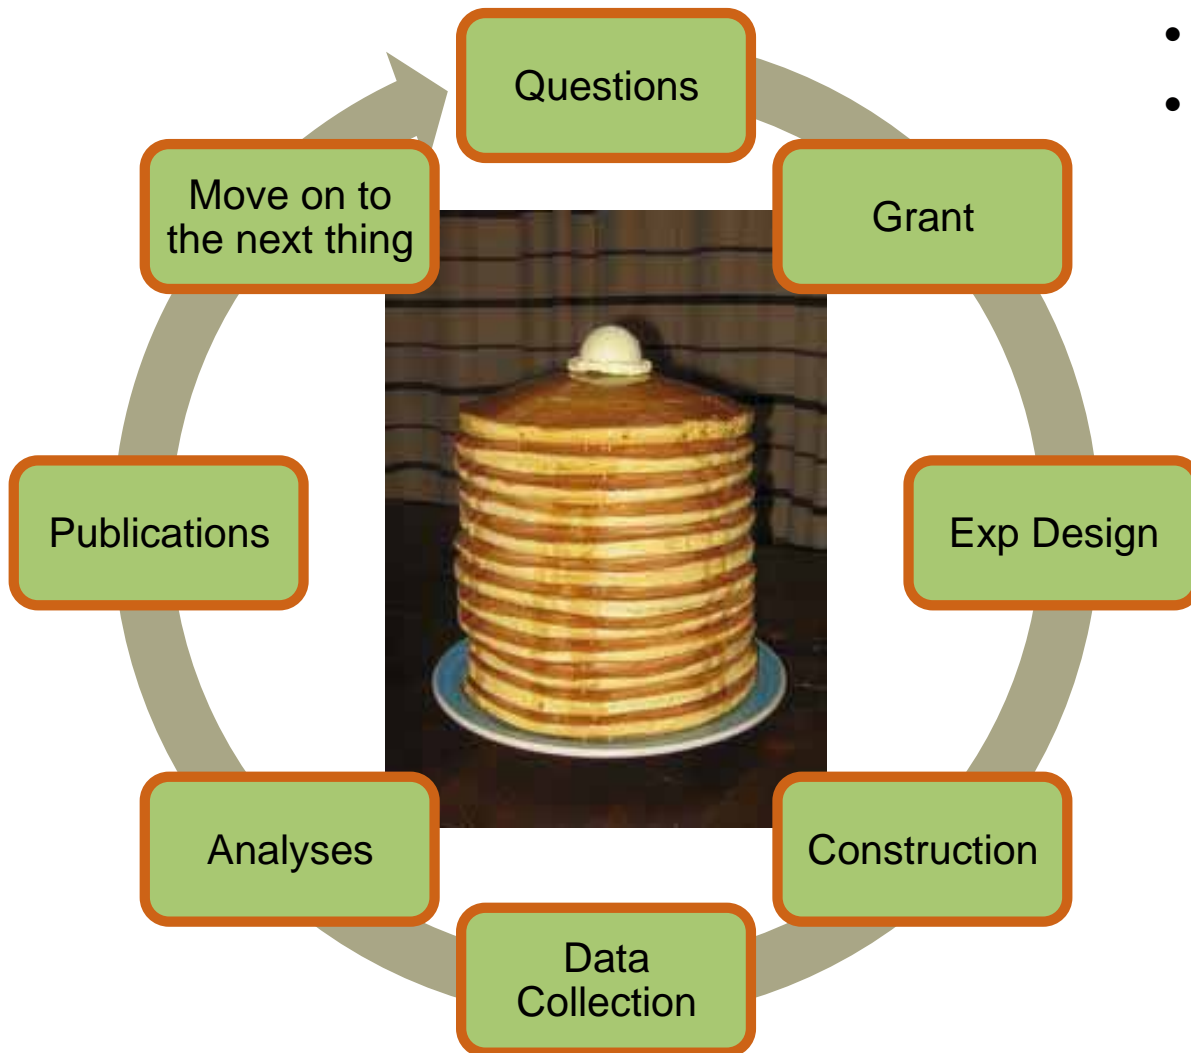 Questions
Grant
Exp Design
Construction
Data
Collection
Analyses
Publications
Move on to
the next thing